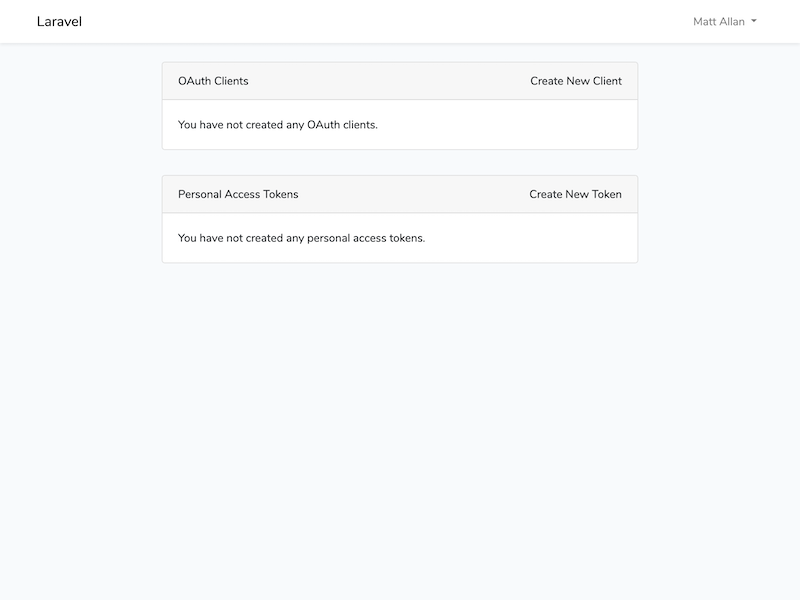 Laravel
Matt Allan
OAuth Clients
Create New Client
You have not created any OAuth clients.
Personal Access Tokens
Create New Token
You have not created any personal access tokens.